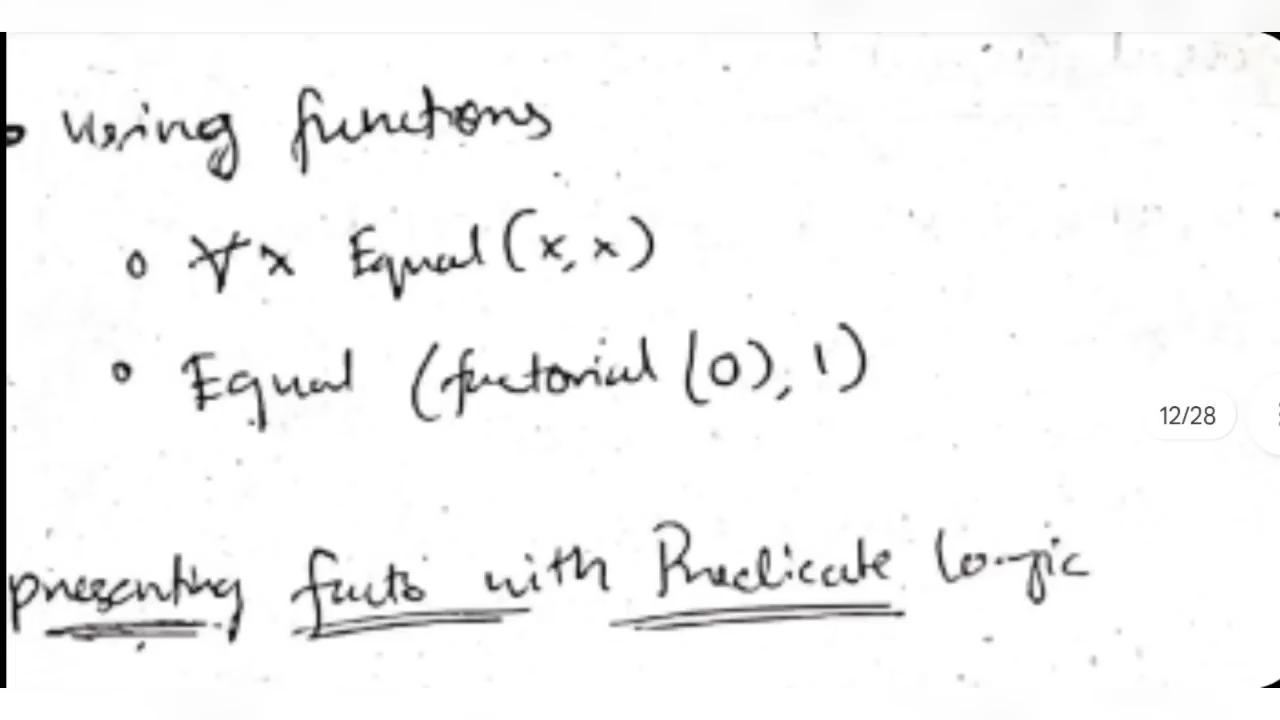 using functions
o ∀x Equal (x, x)
o Equal (factorial (0), 1)
12/28
presenting facts with Predicate logic